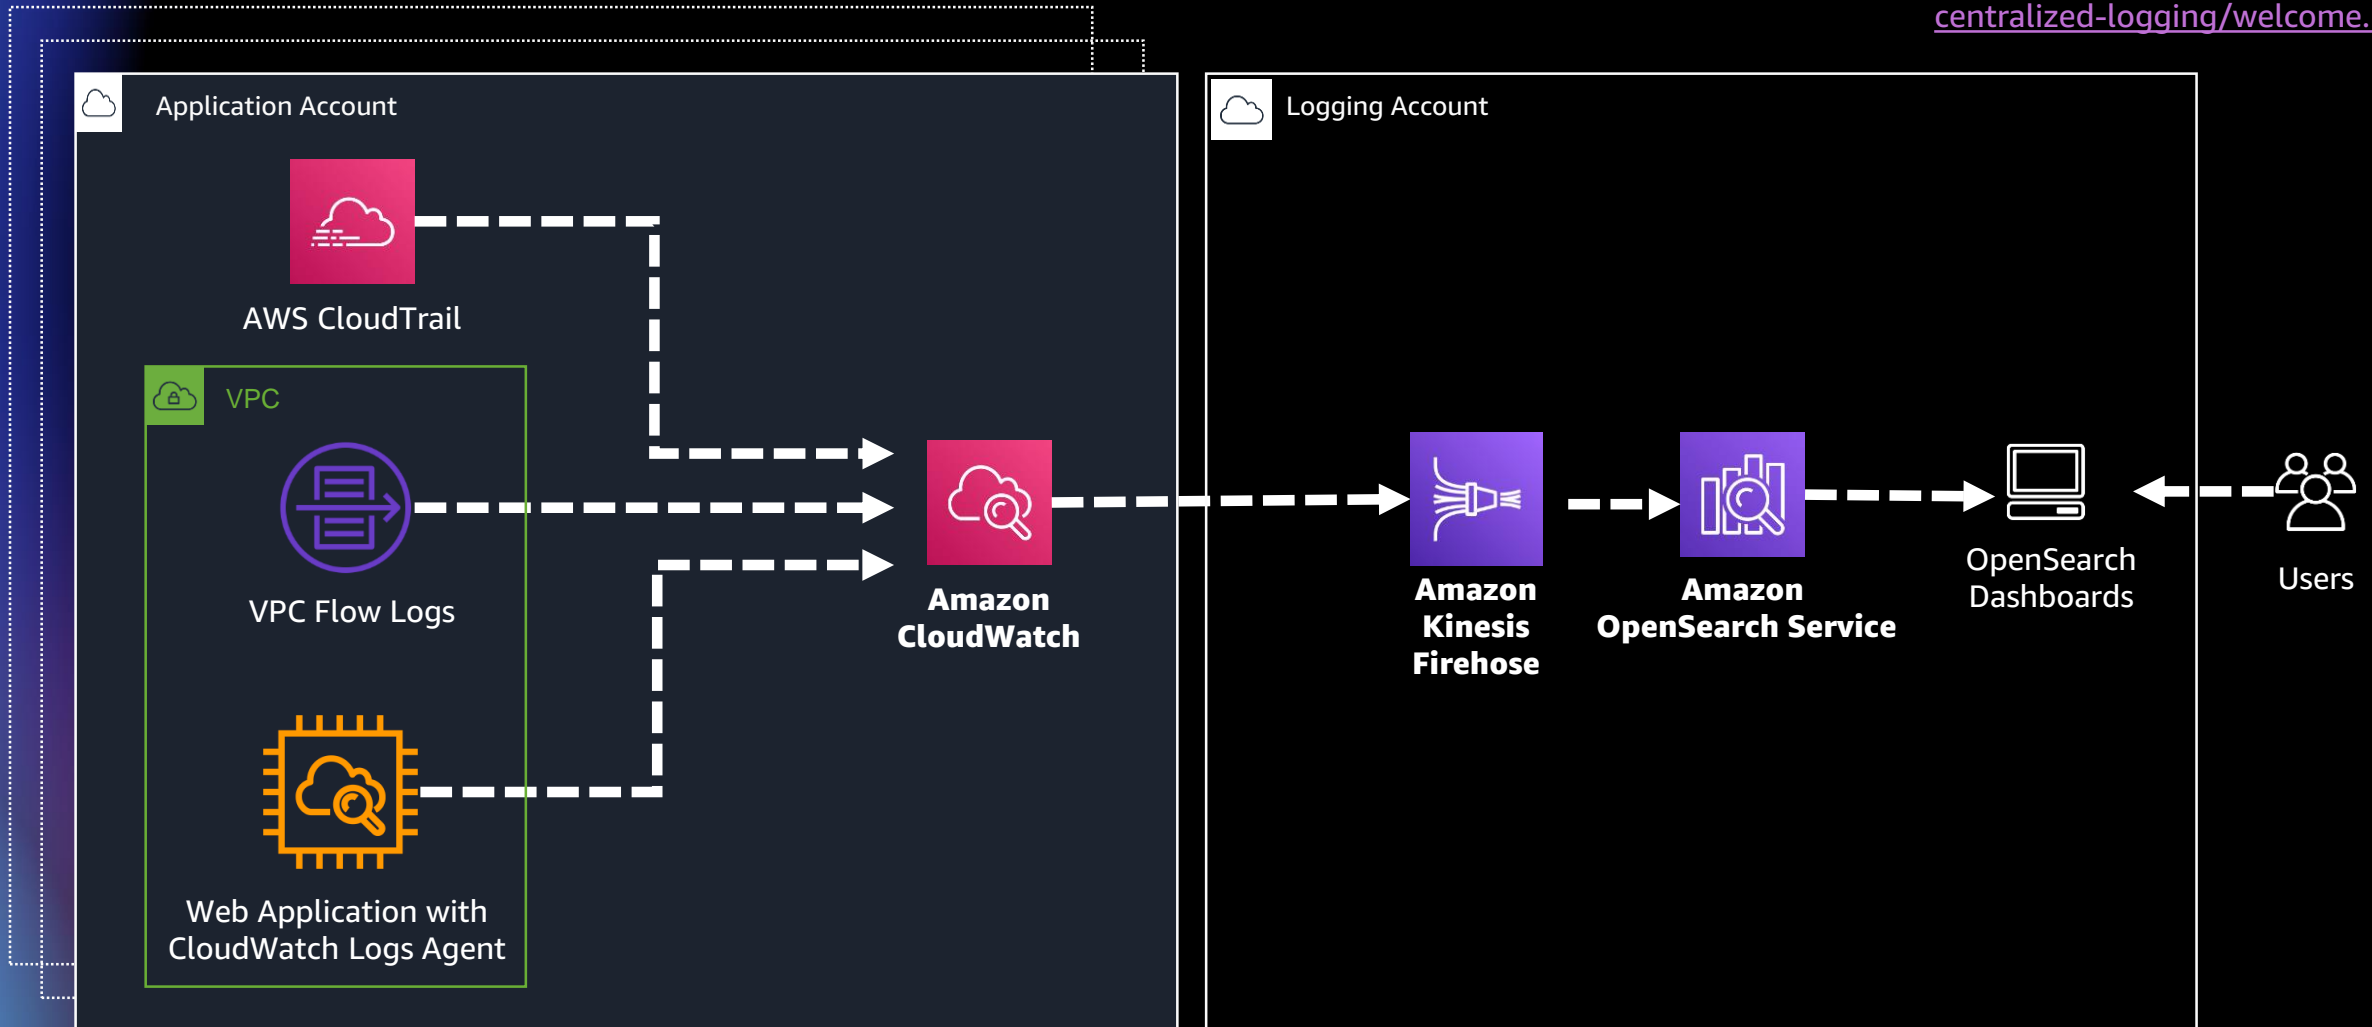 centralized-logging/welcome.
Application Account
Logging Account
AWS CloudTrail
VPC
VPC Flow Logs
Web Application with
CloudWatch Logs Agent
Amazon
CloudWatch
Amazon
Kinesis
Firehose
Amazon
OpenSearch Service
OpenSearch
Dashboards
Users